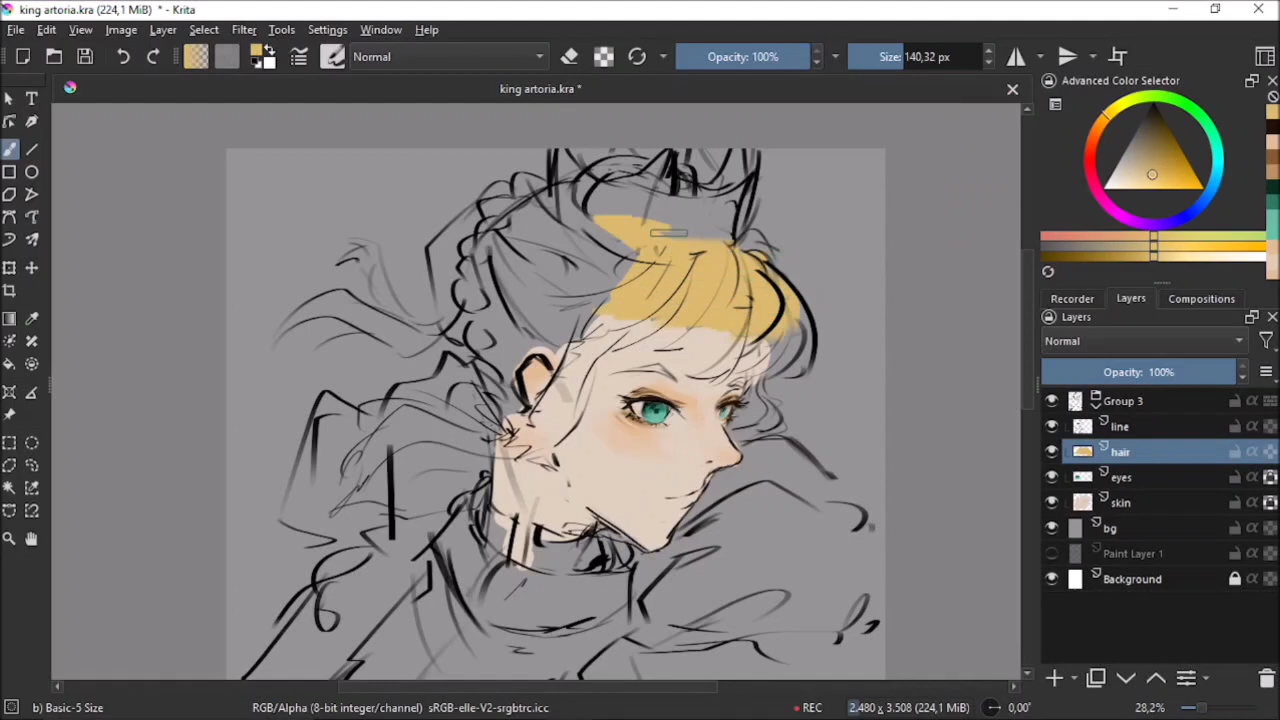 king artoria.kra (224,1 MiB) * - Krita
File Edit View Image Layer Select Filter Tools Settings Window Help
Normal
Opacity: 100%
Size: 140,32 px
king artoria.kra *
Advanced Color Selector
Recorder
Layers
Compositions
Layers
Normal
Opacity: 100%
Group 3
line
hair
eyes
skin
bg
Paint Layer 1
Background
b) Basic-5 Size
RGB/Alpha (8-bit integer/channel) sRGB-elle-V2-srgbtrc.icc
REC
2.480 x 3.508 (224,1 MiB)
0,00°
28,2%